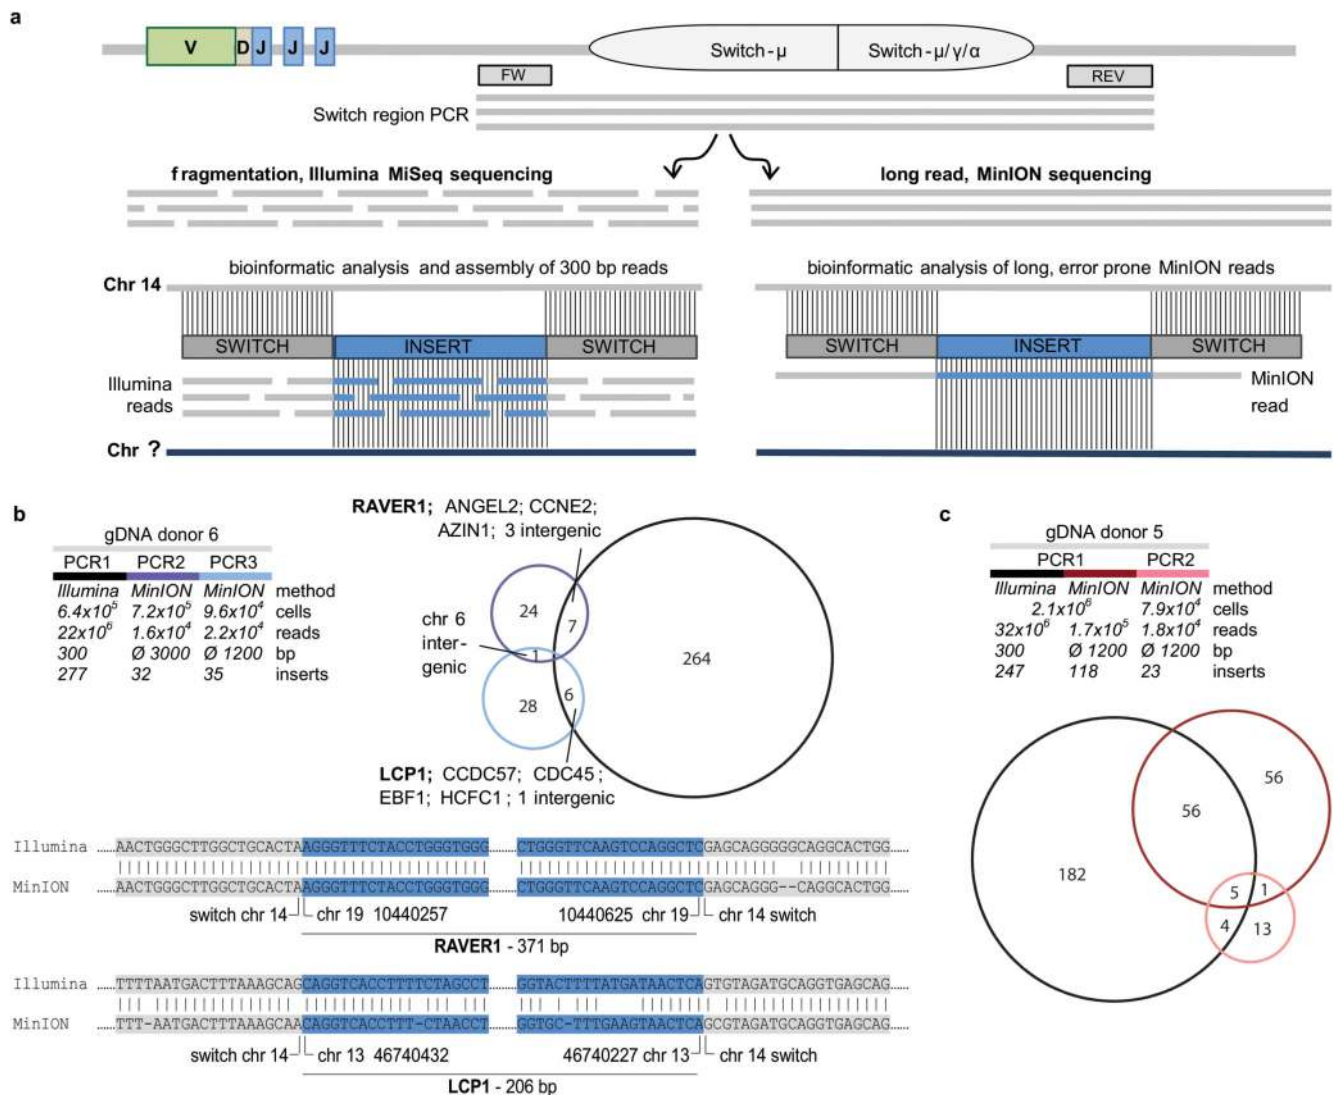 a
V D J J J
Switch-μ
Switch-μ/γ/α
FW
REV
Switch region PCR
fragmentation, Illumina MiSeq sequencing
long read, MinION sequencing
bioinformatic analysis and assembly of 300 bp reads
bioinformatic analysis of long, error prone MinION reads
Chr 14
SWITCH INSERT SWITCH
SWITCH INSERT SWITCH
Illumina
reads
MinION
read
Chr ?
b
gDNA donor 6
PCR1 PCR2 PCR3
Illumina MinION MinION method
6.4x10⁵ 7.2x10⁵ 9.6x10⁴ cells
22x10⁶ 1.6x10⁴ 2.2x10⁴ reads
300 Ø 3000 Ø 1200 bp
277 32 35 inserts
RAVER1; ANGEL2; CCNE2;
AZIN1; 3 intergenic
24
7
chr 6
inter-
genic
1
264
28
6
LCP1; CCDC57; CDC45;
EBF1; HCFC1; 1 intergenic
c
gDNA donor 5
PCR1 PCR2
Illumina MinION MinION method
2.1x10⁶ 7.9x10⁴ cells
32x10⁶ 1.7x10⁵ 1.8x10⁴ reads
300 Ø 1200 Ø 1200 bp
247 118 23 inserts
56
56
182
5
1
4
13
Illumina ......AACTGGGCTTGGCTGCACTAAGGGTTTCTACCTGGGTGGG......CTGGGTTCAAGTCCAGGCTCGAGCAGGGGGCAGGCACTGG......
MinION ......AACTGGGCTTGGCTGCACTAAGGGTTTCTACCTGGGTGGG......CTGGGTTCAAGTCCAGGCTCGAGCAGGG--CAGGCACTGG......
switch chr 14 chr 19 10440257 10440625 chr 19 chr 14 switch
RAVER1 - 371 bp
Illumina ......TTTTAATGACTTTAAAGCAGCAGGTCACCTTTTCTAGCCT......GGTACTTTTATGATAACTCAGTGTAGATGCAGGTGAGCAG......
MinION ......TTT-AATGACTTTAAAGCAACAGGTCACCTTT-CTAACCT......GGTGC-TTTGAAGTAACTCAGCGTAGATGCAGGTGAGCAG......
switch chr 14 chr 13 46740432 46740227 chr 13 chr 14 switch
LCP1 - 206 bp